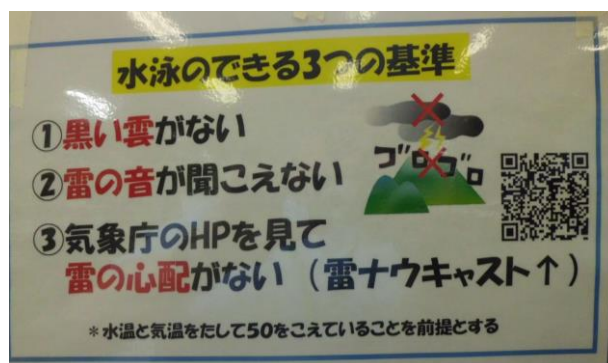 水泳のできる3つの基準
①黒い雲がない
②雷の音が聞こえない
ゴロゴロ
③気象庁のHPを見て
雷の心配がない(雷ナウキャスト↑)
*水温と気温をたして50をこえていることを前提とする